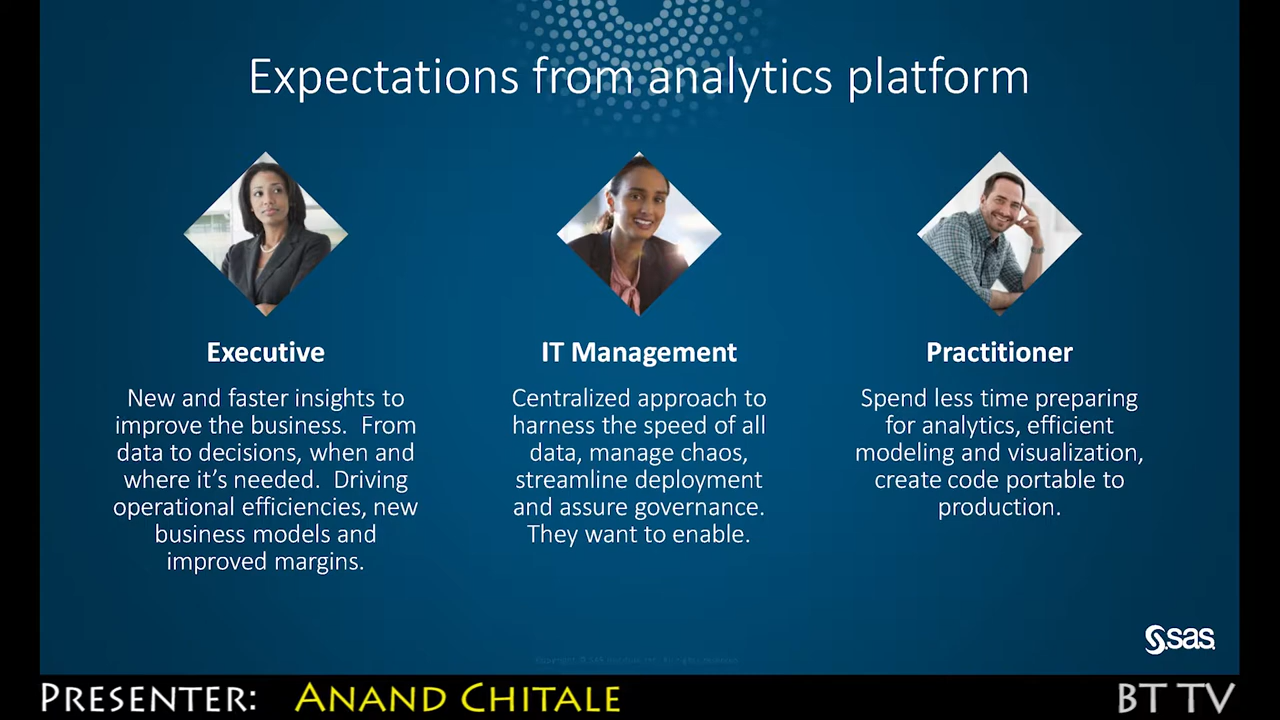 Expectations from analytics platform
Executive
New and faster insights to
improve the business.  From
data to decisions, when and
where it’s needed.  Driving
operational efficiencies, new
business models and
improved margins.
IT Management
Centralized approach to
harness the speed of all
data, manage chaos,
streamline deployment
and assure governance.
They want to enable.
Practitioner
Spend less time preparing
for analytics, efficient
modeling and visualization,
create code portable to
production.
sas
PRESENTER: ANAND CHITALE
BT TV